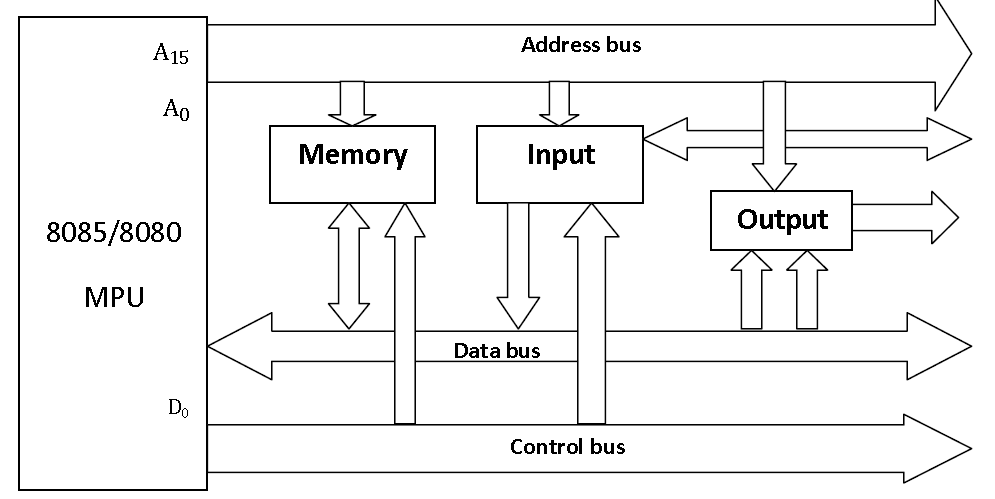 Address bus
A15
A0
Memory
Input
Output
8085/8080
MPU
Data bus
D0
Control bus